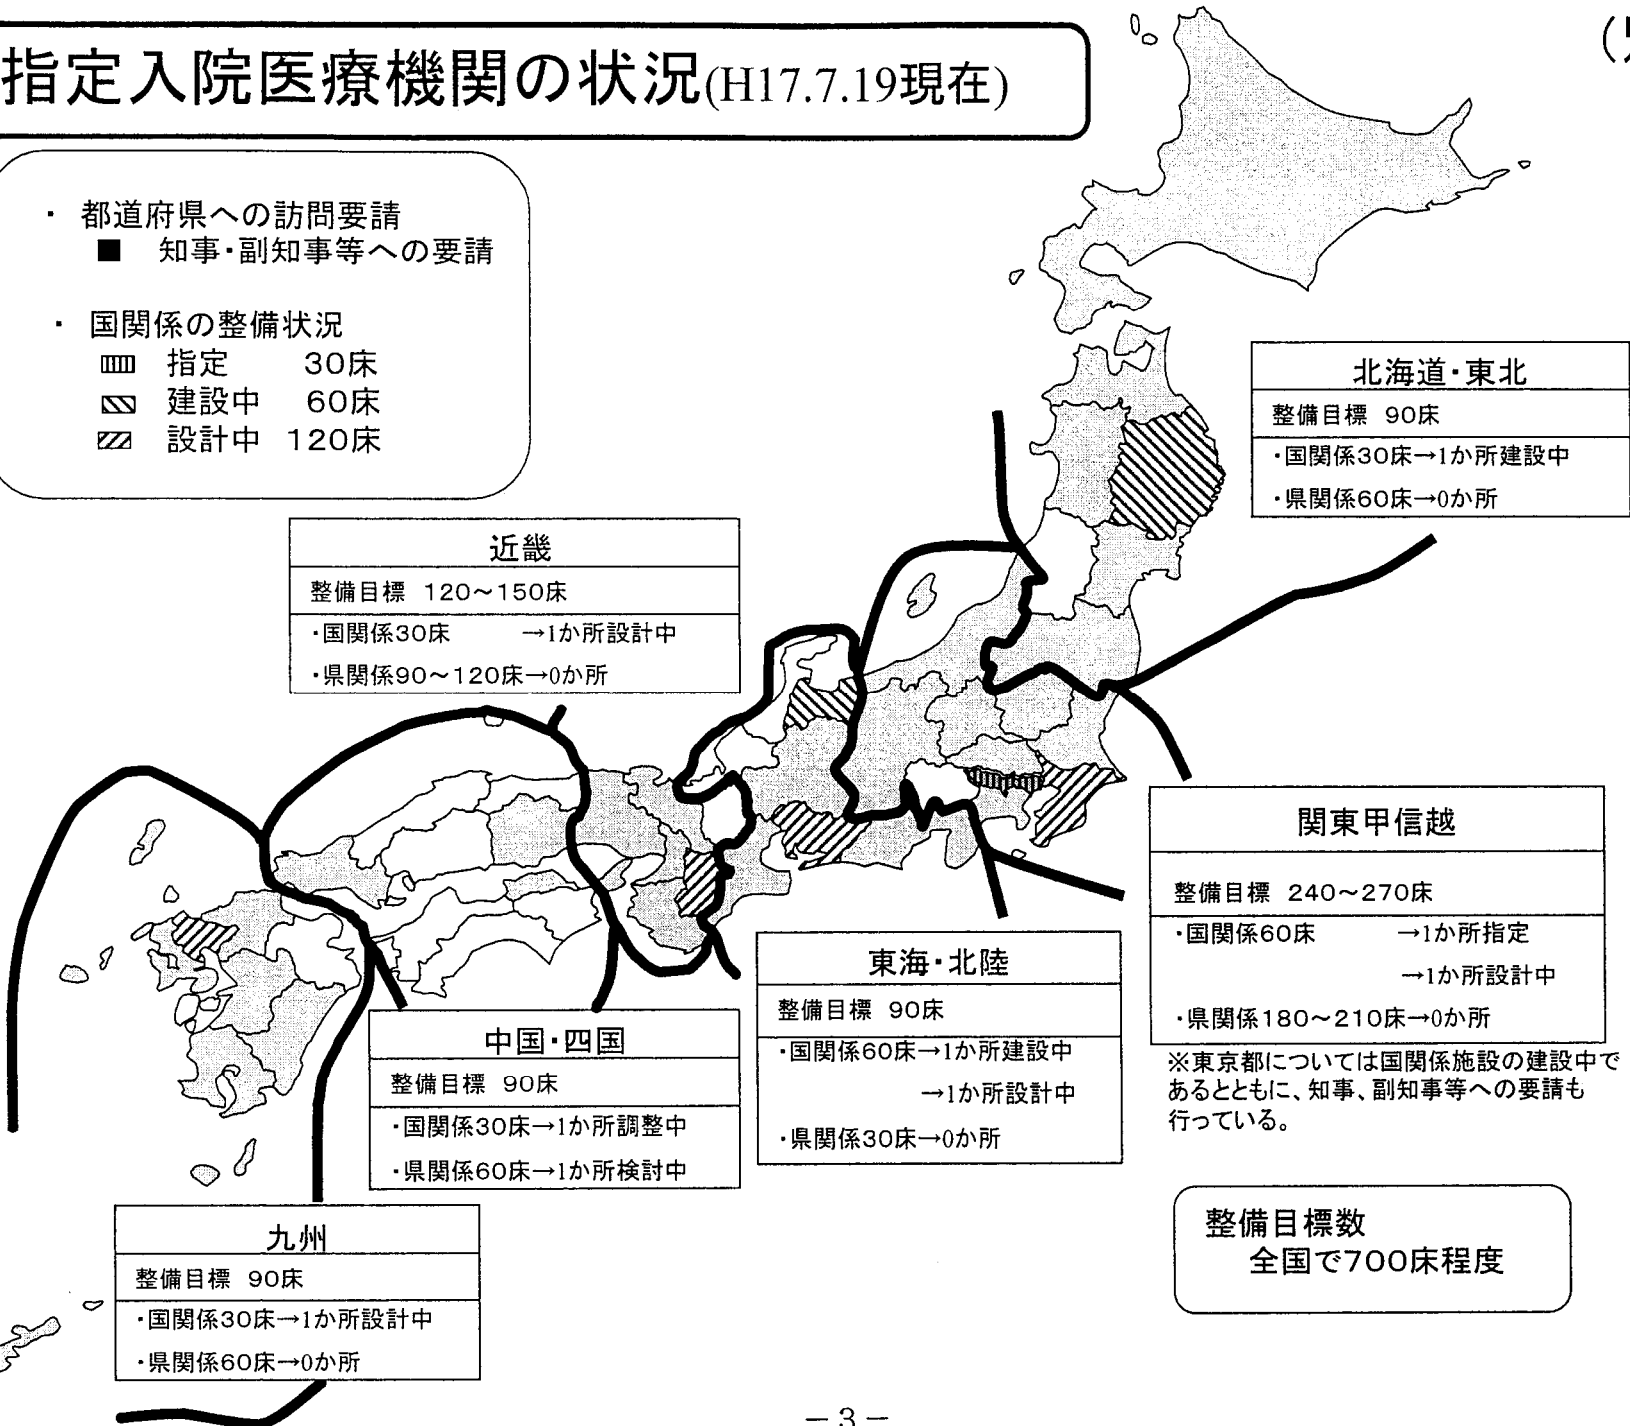 指定入院医療機関の状況(H17.7.19現在)
・ 都道府県への訪問要請
■ 知事・副知事等への要請
・ 国関係の整備状況
指定 30床
建設中 60床
設計中 120床
北海道・東北
整備目標 90床
・国関係30床→1か所建設中
・県関係60床→0か所
近畿
整備目標 120～150床
・国関係30床 →1か所設計中
・県関係90～120床→0か所
関東甲信越
整備目標 240～270床
・国関係60床 →1か所指定
→1か所設計中
・県関係180～210床→0か所
※東京都については国関係施設の建設中で
あるとともに、知事、副知事等への要請も
行っている。
東海・北陸
整備目標 90床
・国関係60床→1か所建設中
→1か所設計中
・県関係30床→0か所
中国・四国
整備目標 90床
・国関係30床→1か所調整中
・県関係60床→1か所検討中
九州
整備目標 90床
・国関係30床→1か所設計中
・県関係60床→0か所
整備目標数
全国で700床程度
－3－